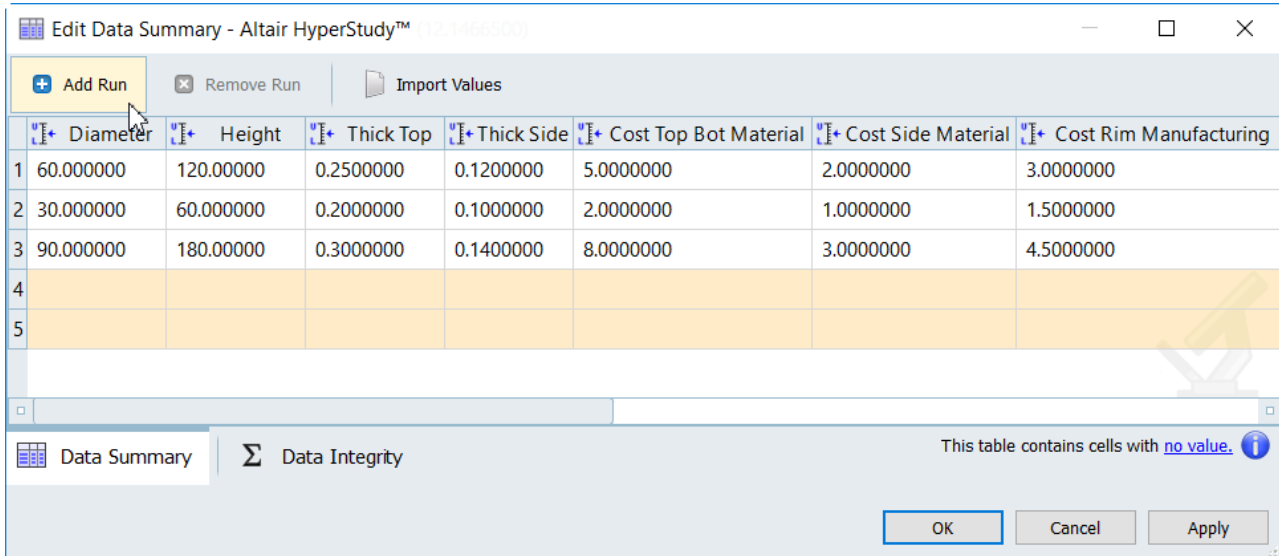 Edit Data Summary - Altair HyperStudy™ (12.1466500)
Add Run Remove Run Import Values
Diameter Height Thick Top Thick Side Cost Top Bot Material Cost Side Material Cost Rim Manufacturing
1 60.000000 120.00000 0.2500000 0.1200000 5.0000000 2.0000000 3.0000000
2 30.000000 60.000000 0.2000000 0.1000000 2.0000000 1.0000000 1.5000000
3 90.000000 180.00000 0.3000000 0.1400000 8.0000000 3.0000000 4.5000000
4
5
Data Summary Σ Data Integrity This table contains cells with no value.
OK Cancel Apply